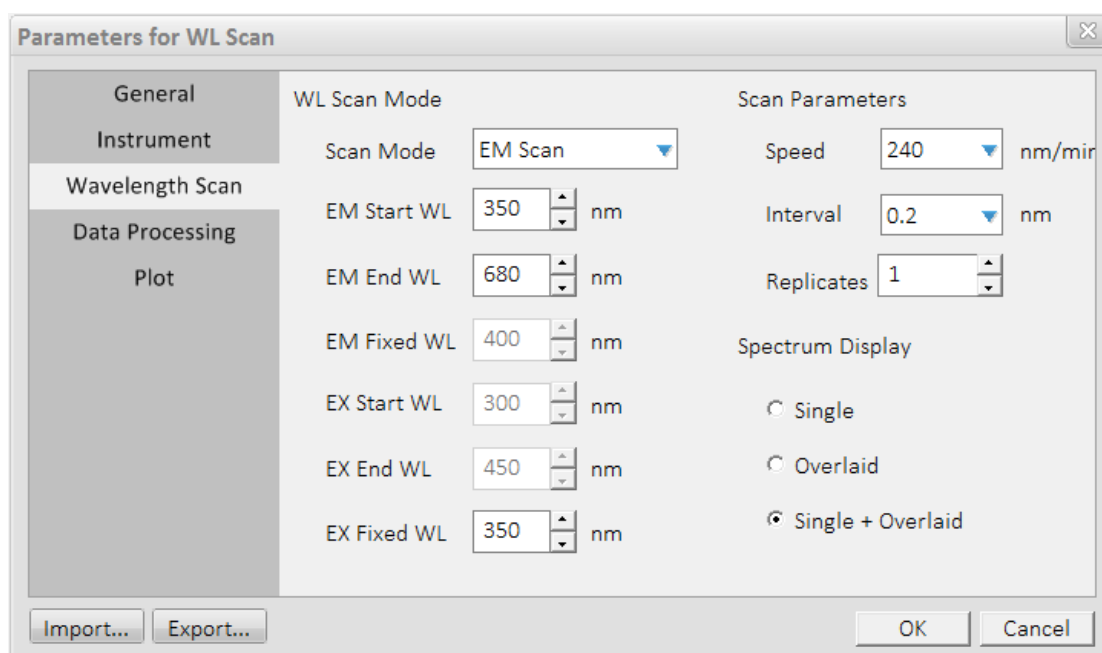 Parameters for WL Scan
General
Instrument
Wavelength Scan
Data Processing
Plot
WL Scan Mode
Scan Mode EM Scan
EM Start WL 350 nm
EM End WL 680 nm
EM Fixed WL 400 nm
EX Start WL 300 nm
EX End WL 450 nm
EX Fixed WL 350 nm
Scan Parameters
Speed 240 nm/min
Interval 0.2 nm
Replicates 1
Spectrum Display
Single
Overlaid
Single + Overlaid
Import... Export... OK Cancel